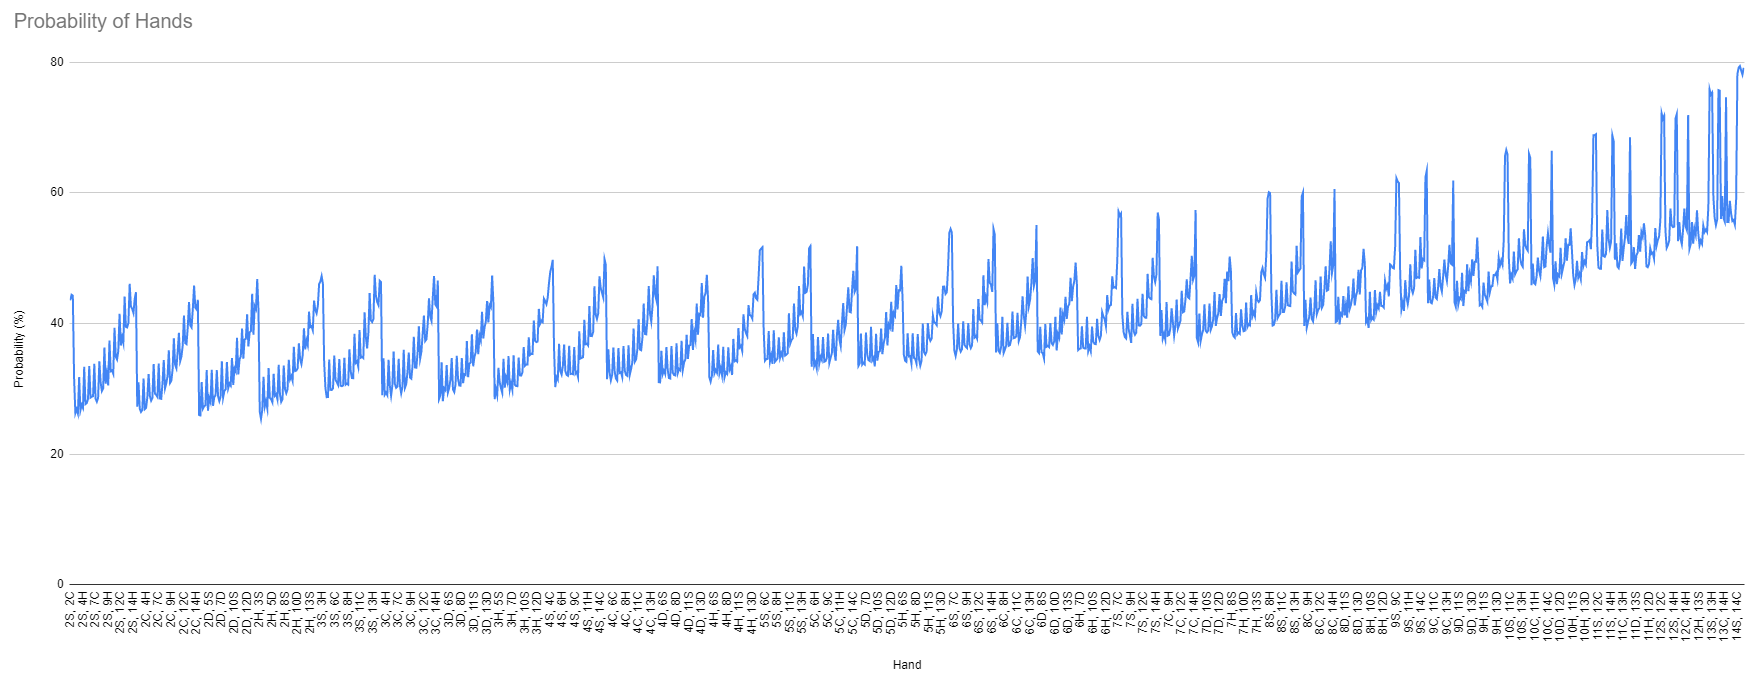 Probability of Hands
80
60
40
20
0
Probability (%)
2S, 2C
2S, 4H
2S, 7C
2S, 9H
2S, 12C
2S, 14H
2C, 4H
2C, 7C
2C, 9H
2C, 12C
2C, 14H
2D, 5S
2D, 7D
2D, 10S
2D, 12D
2H, 3S
2H, 5D
2H, 8S
2H, 10D
2H, 13S
3S, 3H
3S, 6C
3S, 8H
3S, 11C
3S, 13H
3C, 4H
3C, 7C
3C, 9H
3C, 12C
3C, 14H
3D, 6S
3D, 8D
3D, 11S
3D, 13D
3H, 5S
3H, 7D
3H, 10S
3H, 12D
4S, 4C
4S, 6H
4S, 9C
4S, 11H
4S, 14C
4C, 6C
4C, 8H
4C, 11C
4C, 13H
4D, 6S
4D, 8D
4D, 11S
4D, 13D
4H, 6S
4H, 8D
4H, 11S
4H, 13D
5S, 6C
5S, 8H
5S, 11C
5S, 13H
5C, 6H
5C, 9C
5C, 11H
5C, 14C
5D, 7D
5D, 10S
5D, 12D
5H, 6S
5H, 8D
5H, 11S
5H, 13D
6S, 7C
6S, 9H
6S, 12C
6S, 14H
6C, 8H
6C, 11C
6C, 13H
6D, 8S
6D, 10D
6D, 13S
6H, 7D
6H, 10S
6H, 12D
7S, 7C
7S, 9H
7S, 12C
7S, 14H
7C, 9H
7C, 12C
7C, 14H
7D, 10S
7D, 12D
7H, 8S
7H, 10D
7H, 13S
8S, 8H
8S, 11C
8S, 13H
8C, 9H
8C, 12C
8C, 14H
8D, 11S
8D, 13D
8H, 10S
8H, 12D
9S, 9C
9S, 11H
9S, 14C
9C, 11C
9C, 13H
9D, 11S
9D, 13D
9H, 11S
9H, 13D
10S, 11C
10S, 13H
10C, 11H
10C, 14C
10D, 12D
10H, 11S
10H, 13D
11S, 12C
11S, 14H
11C, 13H
11D, 13S
11H, 12D
12S, 12C
12S, 14H
12C, 14H
12H, 13S
13S, 13H
13C, 14H
14S, 14C
Hand